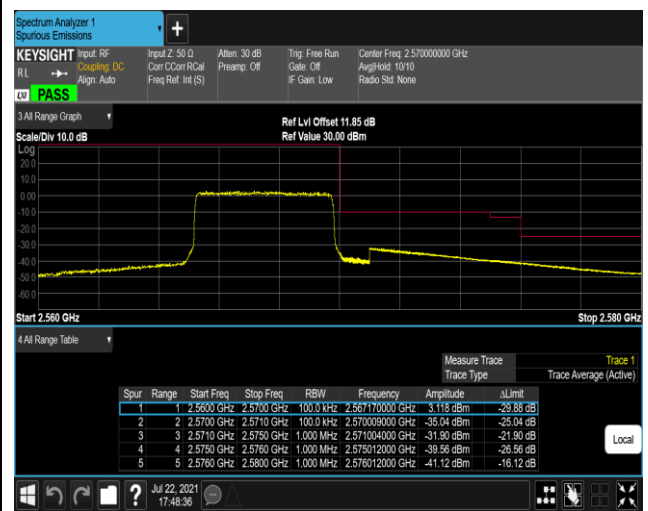 Spectrum Analyzer 1
Spurious Emissions
+
KEYSIGHT Input: RF Input Z: 50 Ω Atten: 30 dB Trig: Free Run Center Freq: 2.570000000 GHz
RL Coupling: DC Corr CCorr RCal Preamp: Off Gate: Off Avg|Hold: 10/10
Align: Auto Freq Ref: Int (S) IF Gain: Low Radio Std: None
LXI PASS
3 All Range Graph
Ref Lvl Offset 11.85 dB
Scale/Div 10.0 dB Ref Value 30.00 dBm
Log
20.0
10.0
0.00
-10.0
-20.0
-30.0
-40.0
-50.0
-60.0
Start 2.560 GHz Stop 2.580 GHz
4 All Range Table
Measure Trace Trace 1
Trace Type Trace Average (Active)
Spur Range Start Freq Stop Freq RBW Frequency Amplitude ΔLimit
1 1 2.5600 GHz 2.5700 GHz 100.0 kHz 2.567170000 GHz 3.118 dBm -29.88 dB
2 2 2.5700 GHz 2.5710 GHz 100.0 kHz 2.570009000 GHz -35.04 dBm -25.04 dB
3 3 2.5710 GHz 2.5750 GHz 1.000 MHz 2.571004000 GHz -31.90 dBm -21.90 dB
4 4 2.5750 GHz 2.5760 GHz 1.000 MHz 2.575012000 GHz -39.56 dBm -26.56 dB
5 5 2.5760 GHz 2.5800 GHz 1.000 MHz 2.576012000 GHz -41.12 dBm -16.12 dB
Local
? Jul 22, 2021
17:48:36